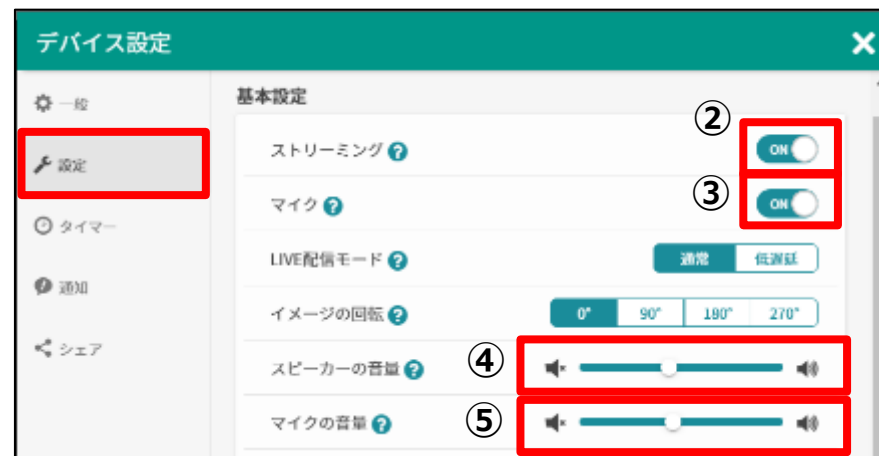 デバイス設定
一般
設定
タイマー
通知
シェア
基本設定
ストリーミング ? ② ON
マイク ? ③ ON
LIVE配信モード ? 通常 低遅延
イメージの回転 ? 0° 90° 180° 270°
スピーカーの音量 ? ④
マイクの音量 ? ⑤